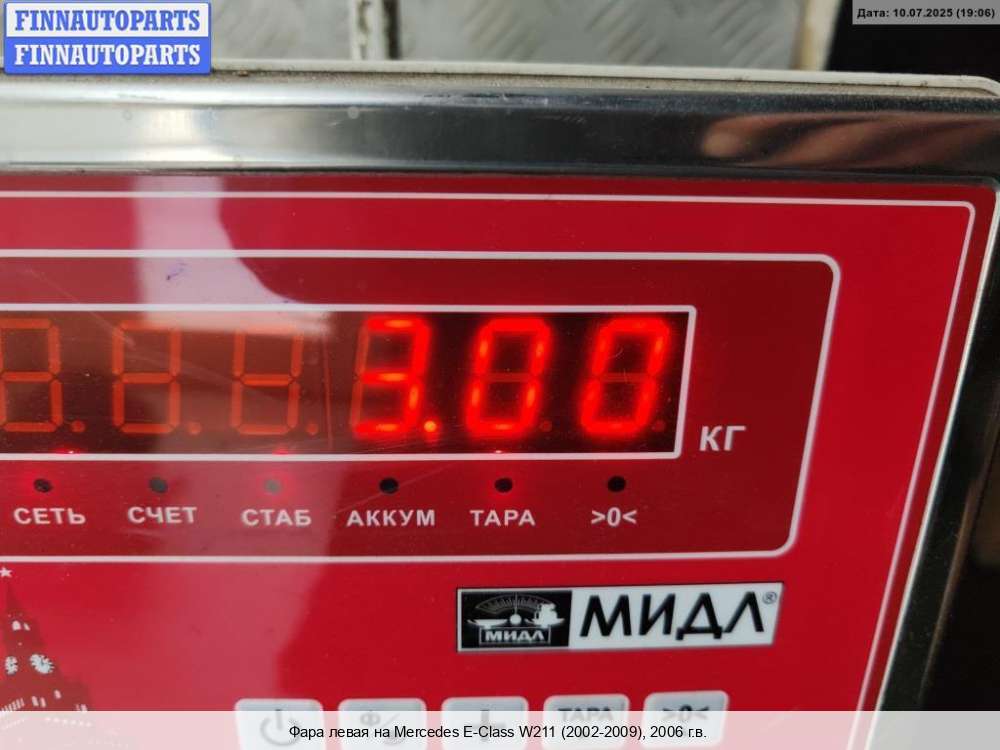 FINNAUTOPARTS
FINNAUTOPARTS
Дата: 10.07.2025 (19:06)
3.00
КГ
СЕТЬ СЧЕТ СТАБ АККУМ ТАРА >0<
МИДЛ МИДЛ®
ТАРА >0<
Фара левая на Mercedes E-Class W211 (2002-2009), 2006 г.в.